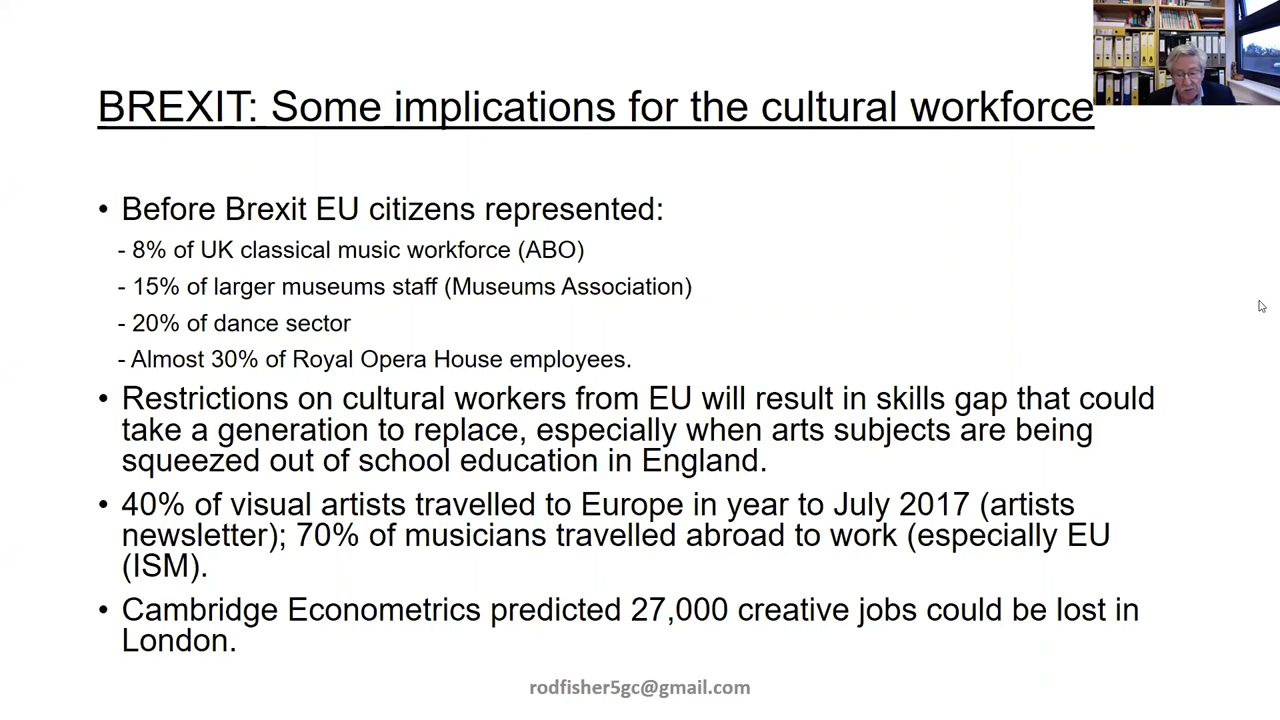 BREXIT: Some implications for the cultural workforce
• Before Brexit EU citizens represented:
- 8% of UK classical music workforce (ABO)
- 15% of larger museums staff (Museums Association)
- 20% of dance sector
- Almost 30% of Royal Opera House employees.
• Restrictions on cultural workers from EU will result in skills gap that could
take a generation to replace, especially when arts subjects are being
squeezed out of school education in England.
• 40% of visual artists travelled to Europe in year to July 2017 (artists
newsletter); 70% of musicians travelled abroad to work (especially EU
(ISM).
• Cambridge Econometrics predicted 27,000 creative jobs could be lost in
London.
rodfisher5gc@gmail.com